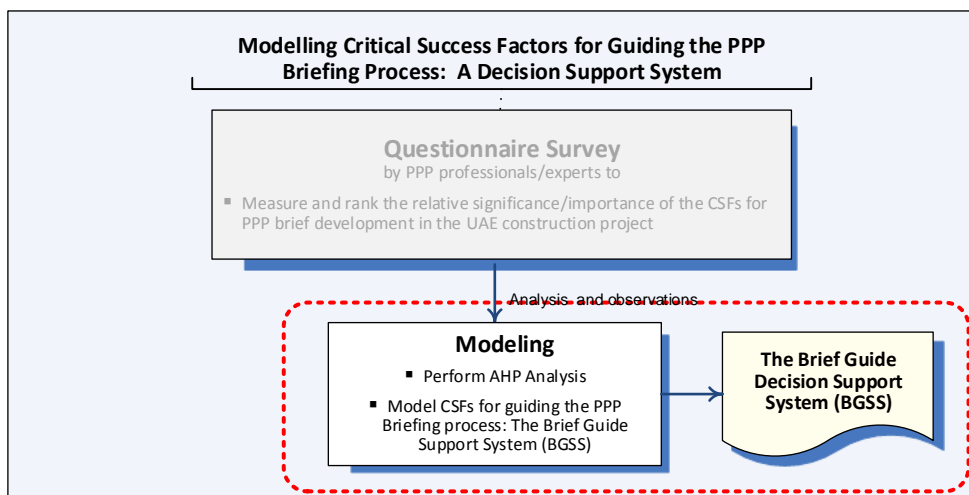 Modelling Critical Success Factors for Guiding the PPP
Briefing Process: A Decision Support System
Questionnaire Survey
by PPP professionals/experts to
▪ Measure and rank the relative significance/importance of the CSFs for
PPP brief development in the UAE construction project
Analysis and observations
Modeling
▪ Perform AHP Analysis
▪ Model CSFs for guiding the PPP
Briefing process: The Brief Guide
Support System (BGSS)
The Brief Guide
Decision Support
System (BGSS)